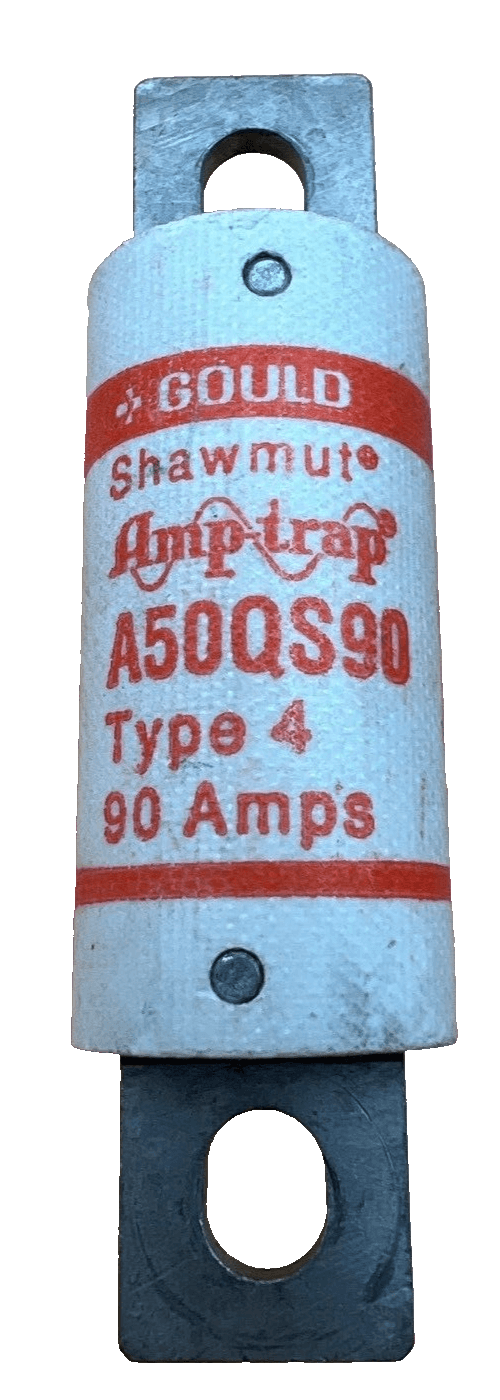 GOULD
Shawmut®
Amp-trap®
A50QS90
Type 4
90 Amps